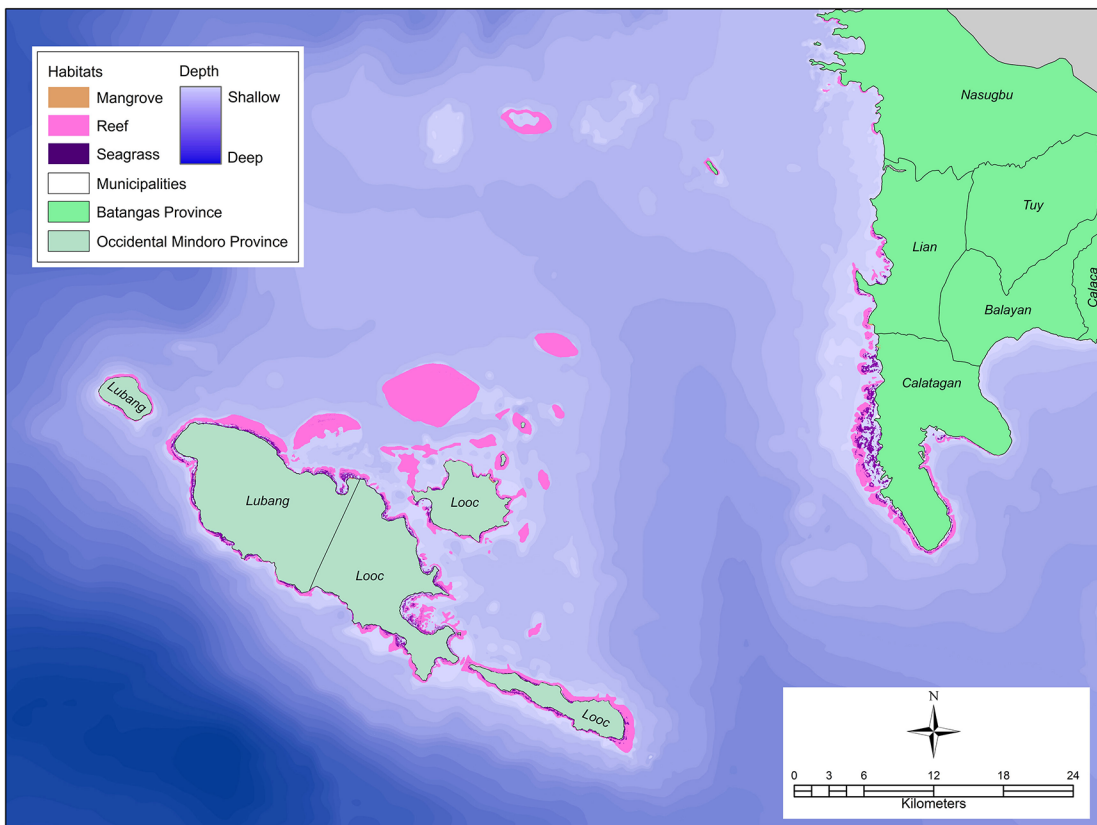 Habitats
Depth
Mangrove
Shallow
Reef
Seagrass
Deep
Municipalities
Batangas Province
Occidental Mindoro Province
Nasugbu
Tuy
Lian
Calaca
Balayan
Calatagan
Lubang
Lubang
Looc
Looc
Looc
N
0 3 6 12 18 24
Kilometers